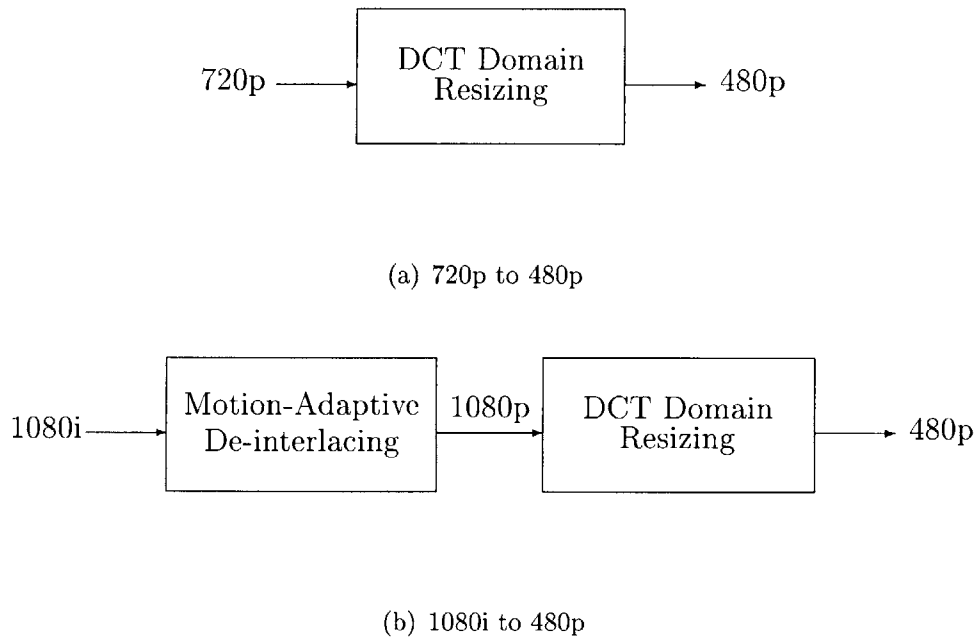 720p
DCT Domain
Resizing
480p
(a) 720p to 480p
1080i
Motion-Adaptive
De-interlacing
1080p
DCT Domain
Resizing
480p
(b) 1080i to 480p